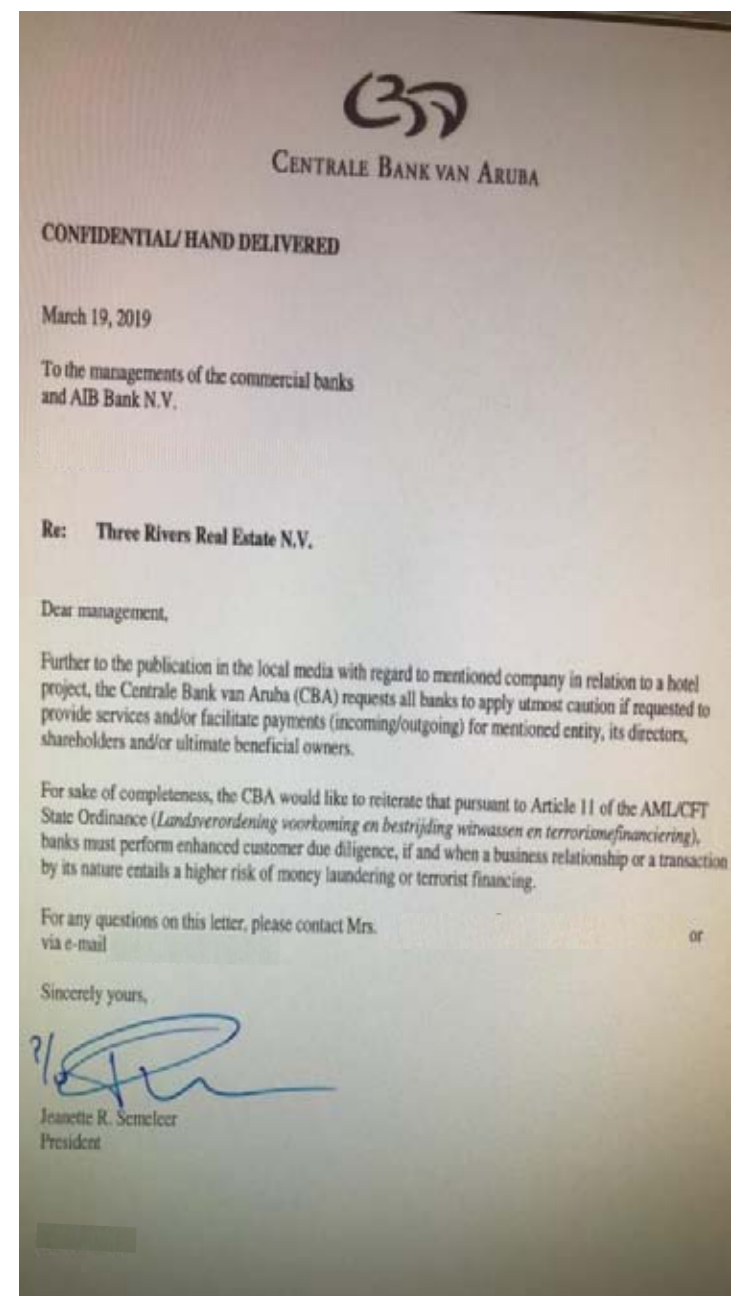 CENTRALE BANK VAN ARUBA
CONFIDENTIAL/ HAND DELIVERED
March 19, 2019
To the managements of the commercial banks
and AIB Bank N.V.
Re: Three Rivers Real Estate N.V.
Dear management,
Further to the publication in the local media with regard to mentioned company in relation to a hotel
project, the Centrale Bank van Aruba (CBA) requests all banks to apply utmost caution if requested to
provide services and/or facilitate payments (incoming/outgoing) for mentioned entity, its directors,
shareholders and/or ultimate beneficial owners.
For sake of completeness, the CBA would like to reiterate that pursuant to Article 11 of the AML/CFT
State Ordinance (Landsverordening voorkoming en bestrijding witwassen en terrorismefinanciering),
banks must perform enhanced customer due diligence, if and when a business relationship or a transaction
by its nature entails a higher risk of money laundering or terrorist financing.
For any questions on this letter, please contact Mrs. or
via e-mail
Sincerely yours,
Jeanette R. Semeleer
President